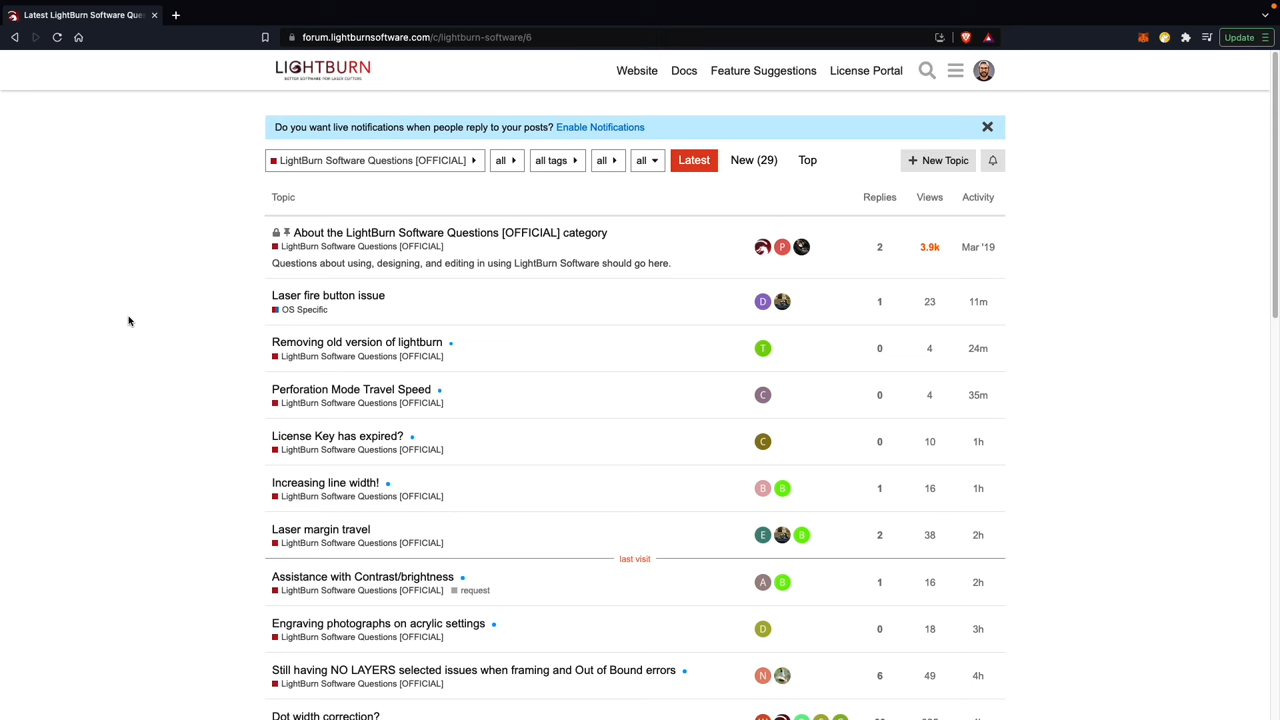 Latest LightBurn Software Que
forum.lightburnsoftware.com/c/lightburn-software/6
Update
LIGHTBURN
BETTER SOFTWARE FOR LASER CUTTERS
Website Docs Feature Suggestions License Portal
Do you want live notifications when people reply to your posts? Enable Notifications
LightBurn Software Questions [OFFICIAL] all all tags all all Latest New (29) Top + New Topic
Topic Replies Views Activity
About the LightBurn Software Questions [OFFICIAL] category
LightBurn Software Questions [OFFICIAL] P 2 3.9k Mar '19
Questions about using, designing, and editing in using LightBurn Software should go here.
Laser fire button issue
OS Specific D 1 23 11m
Removing old version of lightburn
LightBurn Software Questions [OFFICIAL] T 0 4 24m
Perforation Mode Travel Speed
LightBurn Software Questions [OFFICIAL] C 0 4 35m
License Key has expired?
LightBurn Software Questions [OFFICIAL] C 0 10 1h
Increasing line width!
LightBurn Software Questions [OFFICIAL] B B 1 16 1h
Laser margin travel
LightBurn Software Questions [OFFICIAL] E B 2 38 2h
last visit
Assistance with Contrast/brightness
LightBurn Software Questions [OFFICIAL] request A B 1 16 2h
Engraving photographs on acrylic settings
LightBurn Software Questions [OFFICIAL] D 0 18 3h
Still having NO LAYERS selected issues when framing and Out of Bound errors
LightBurn Software Questions [OFFICIAL] N 6 49 4h
Dot width correction?